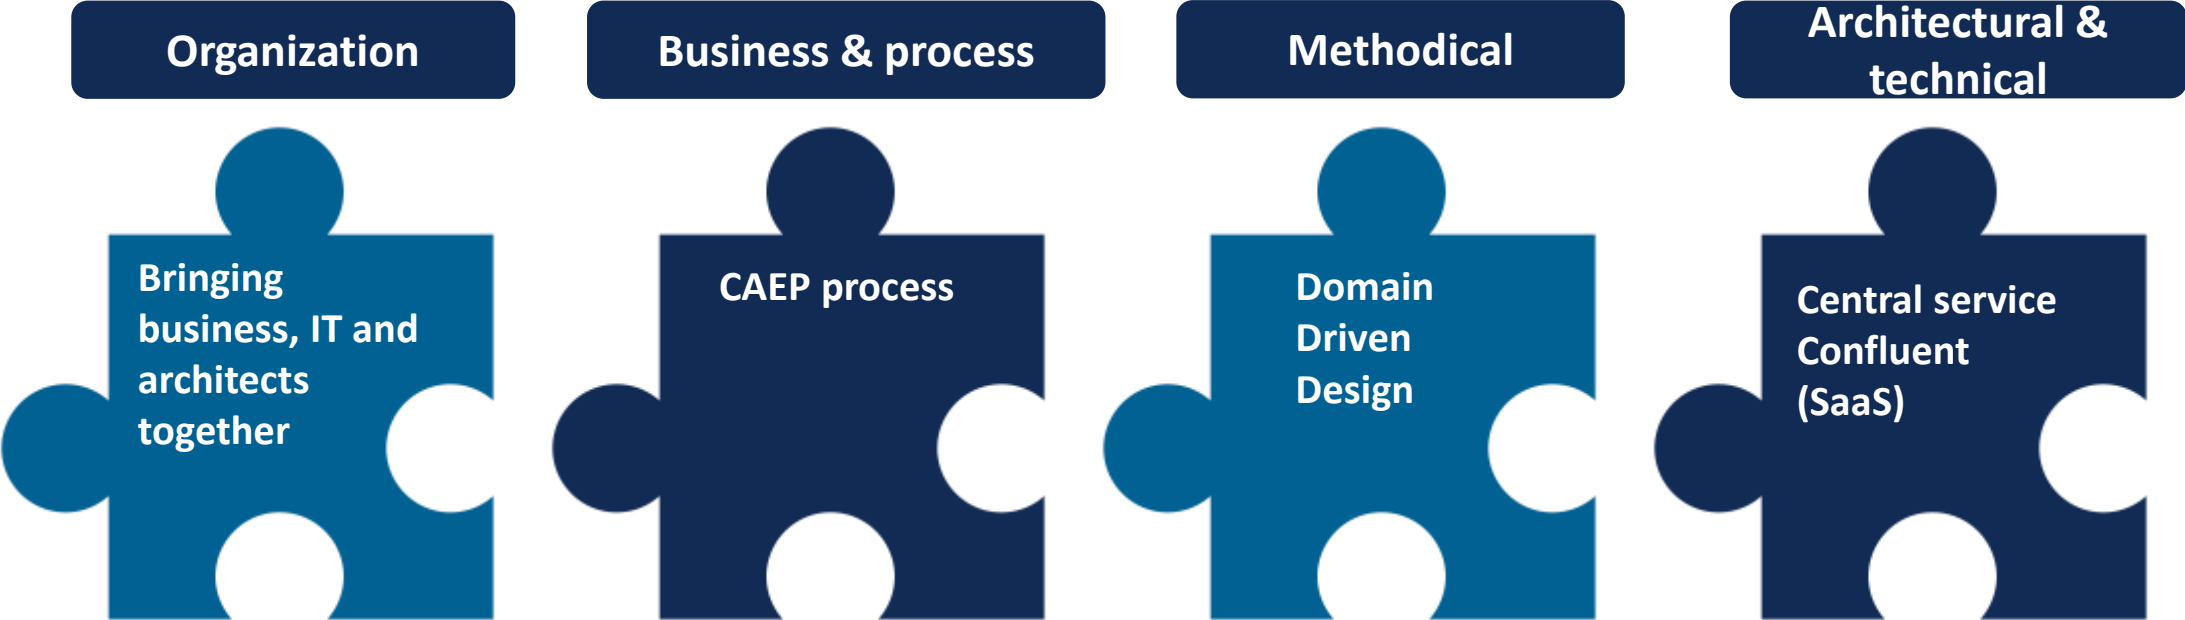 Organization
Business & process
Methodical
Architectural &
technical
Bringing
business, IT and
architects
together
CAEP process
Domain
Driven
Design
Central service
Confluent
(SaaS)